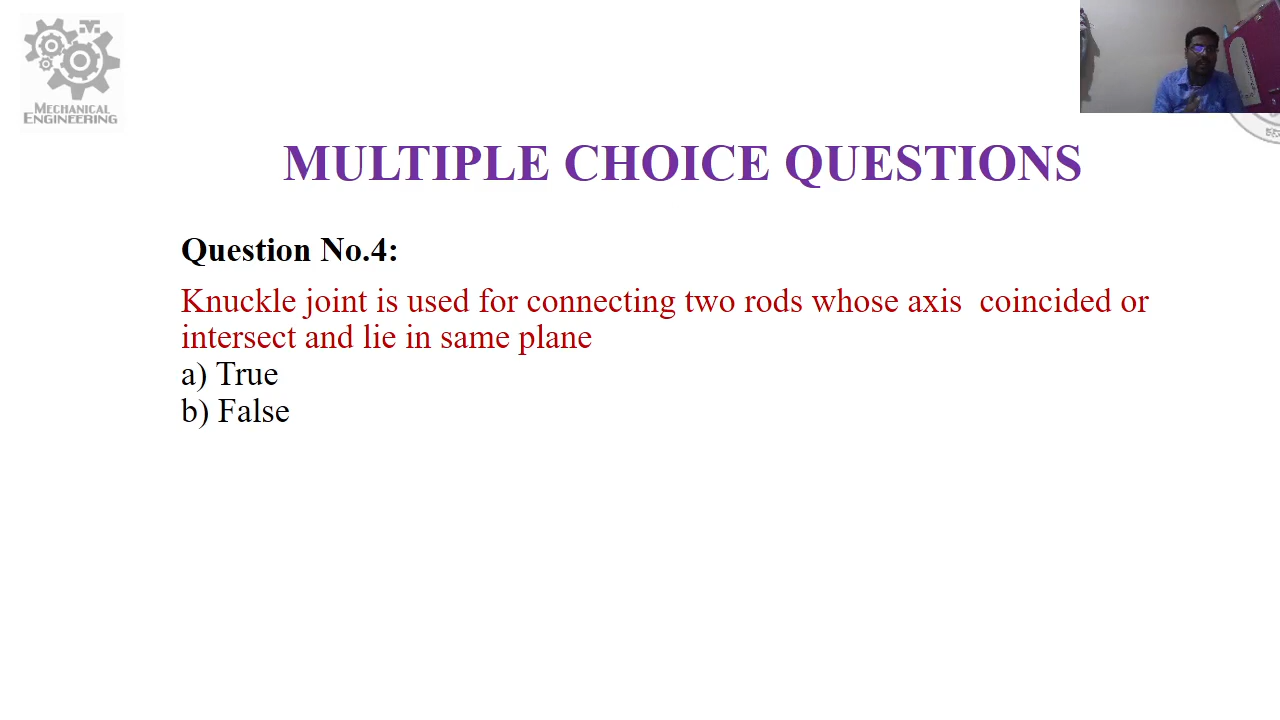 MECHANICAL
ENGINEERING
MULTIPLE CHOICE QUESTIONS
Question No.4:
Knuckle joint is used for connecting two rods whose axis  coincided or
intersect and lie in same plane
a) True
b) False